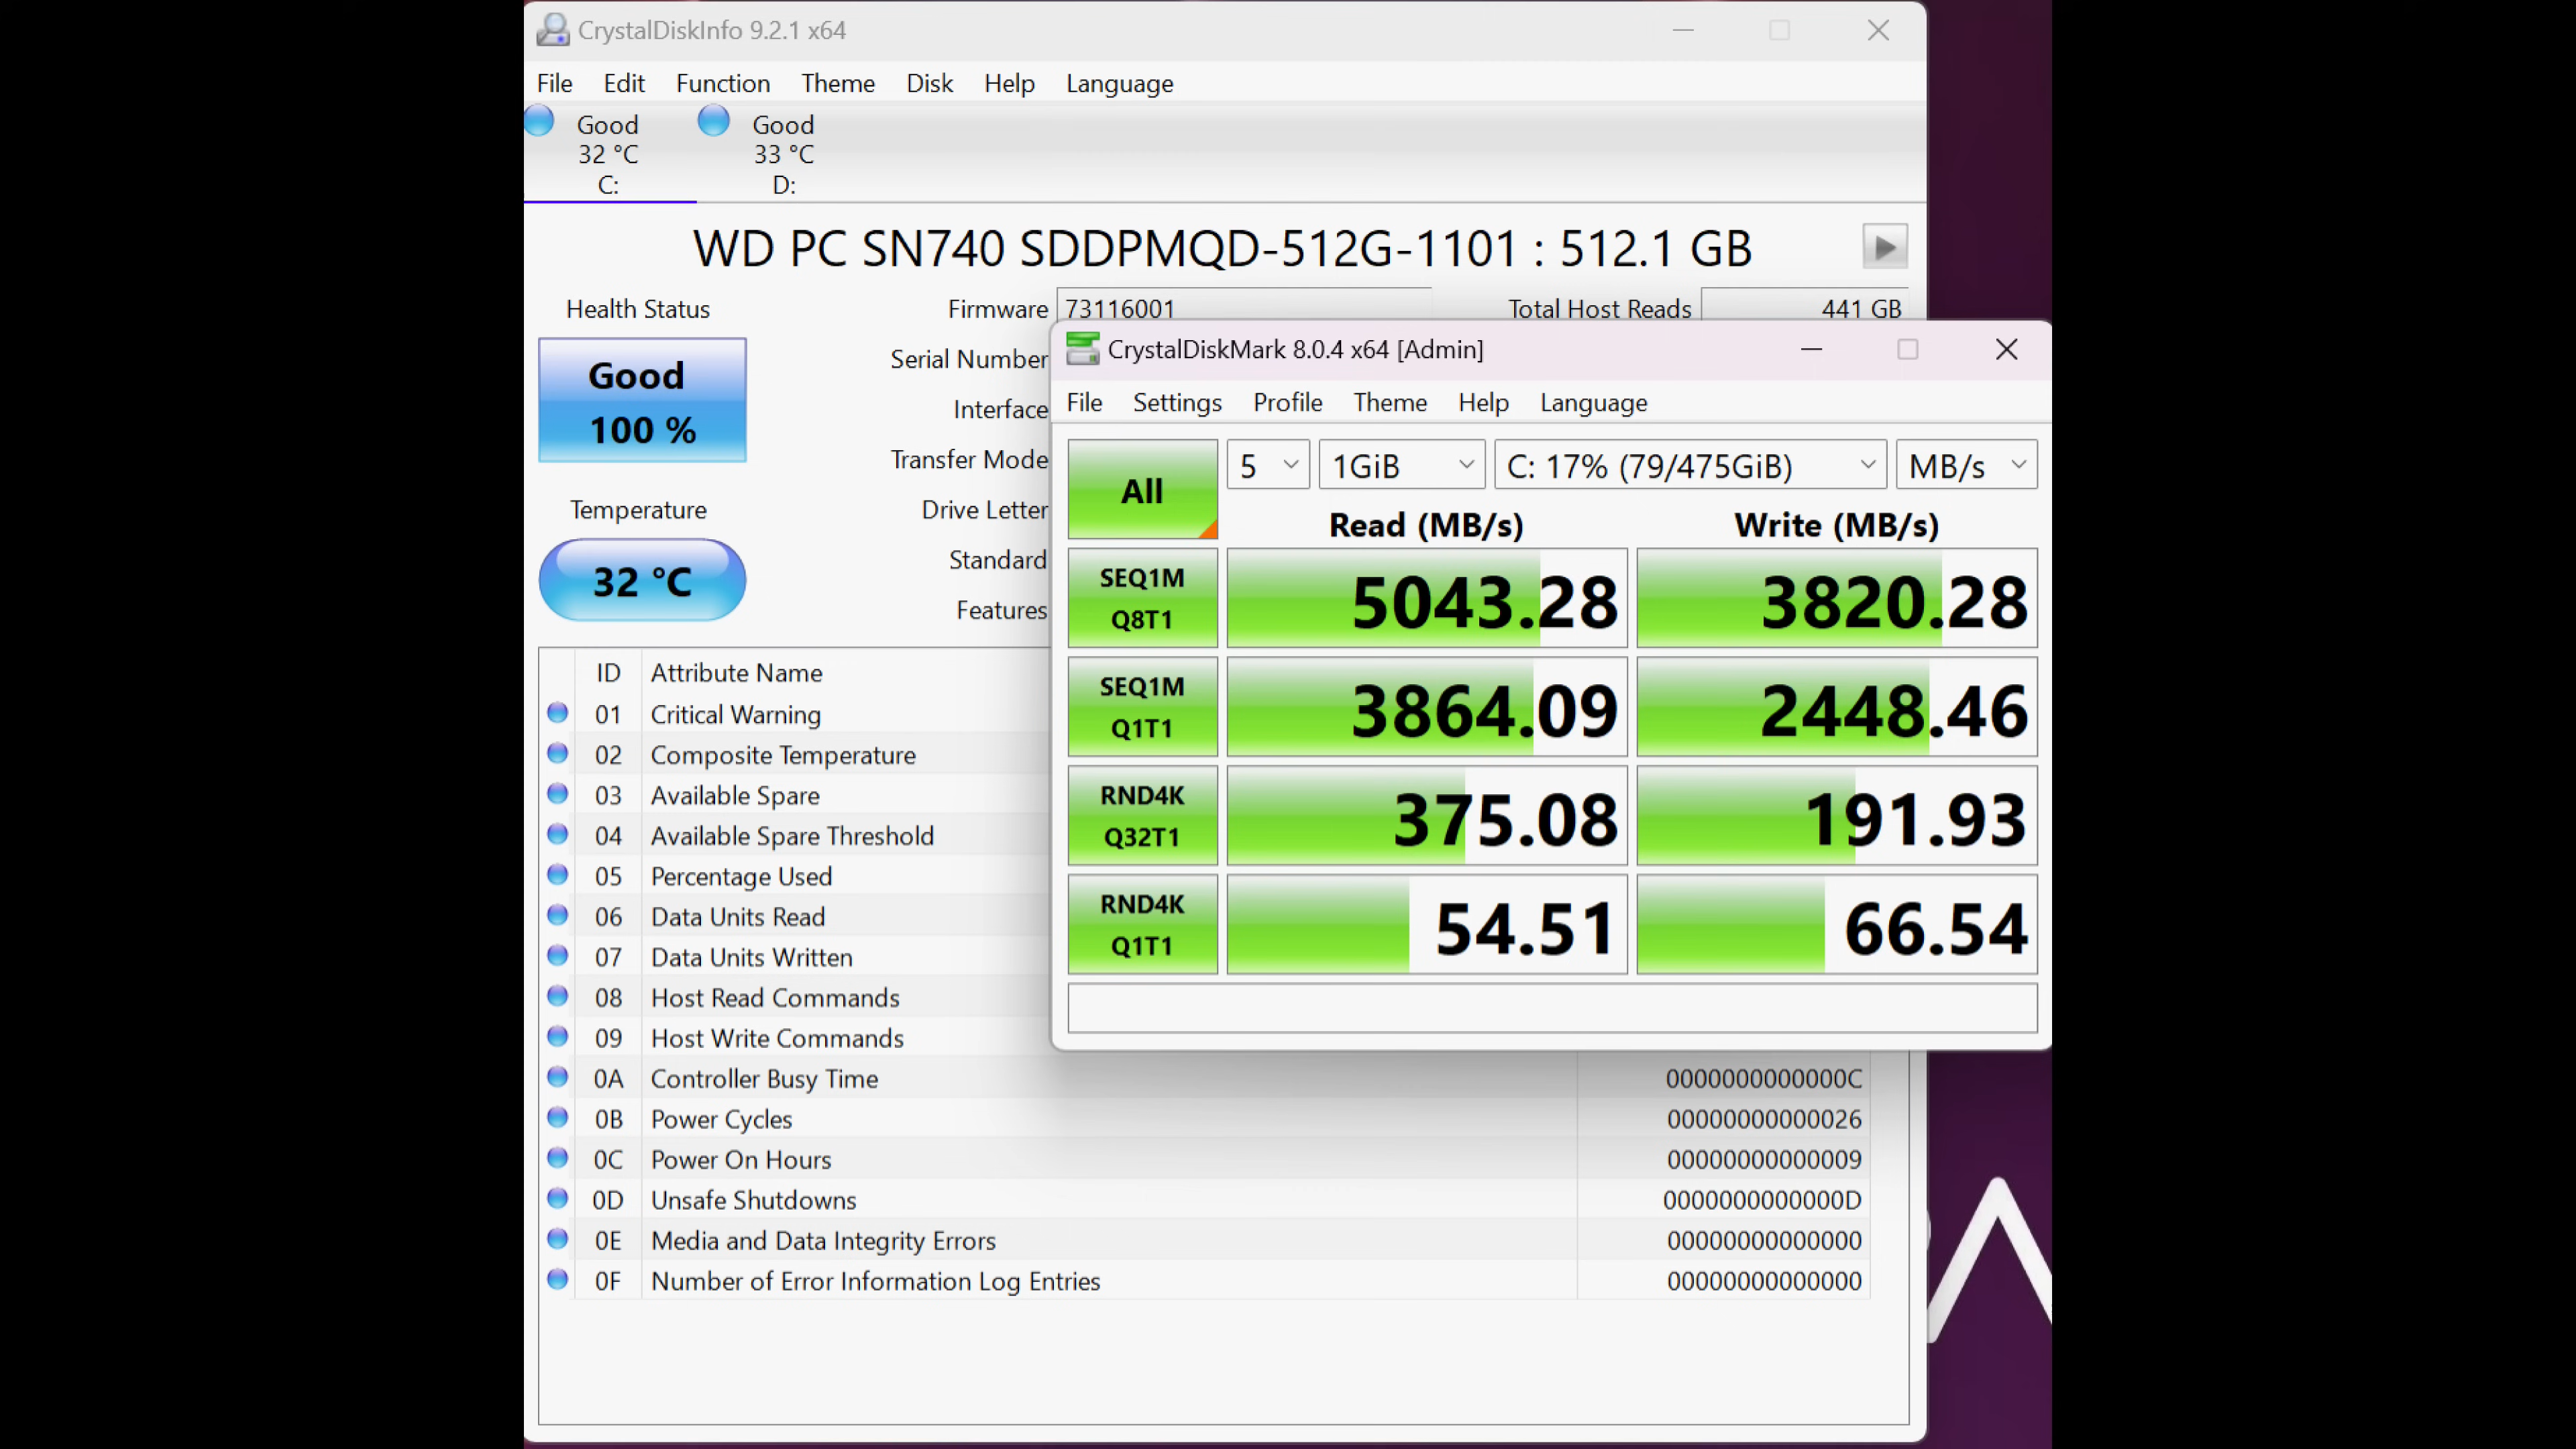 CrystalDiskInfo 9.2.1 x64
File Edit Function Theme Disk Help Language
Good Good
32 °C 33 °C
C: D:
WD PC SN740 SDDPMQD-512G-1101 : 512.1 GB
Health Status Firmware 73116001 Total Host Reads 441 GB
Good
100 %
Serial Number
Interface
Transfer Mode
Temperature
32 °C
Drive Letter
Standard
Features
CrystalDiskMark 8.0.4 x64 [Admin]
File Settings Profile Theme Help Language
All 5 1GiB C: 17% (79/475GiB) MB/s
Read (MB/s) Write (MB/s)
SEQ1M
Q8T1
5043.28 3820.28
SEQ1M
Q1T1
3864.09 2448.46
RND4K
Q32T1
375.08 191.93
RND4K
Q1T1
54.51 66.54
ID Attribute Name
01 Critical Warning
02 Composite Temperature
03 Available Spare
04 Available Spare Threshold
05 Percentage Used
06 Data Units Read
07 Data Units Written
08 Host Read Commands
09 Host Write Commands
0A Controller Busy Time 0000000000000C
0B Power Cycles 00000000000026
0C Power On Hours 00000000000009
0D Unsafe Shutdowns 0000000000000D
0E Media and Data Integrity Errors 00000000000000
0F Number of Error Information Log Entries 00000000000000